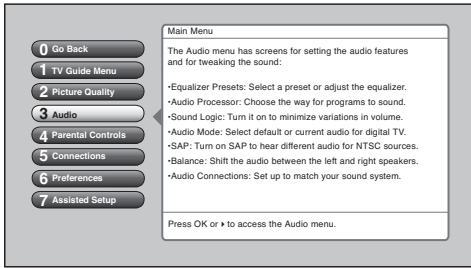 0 Go Back
1 TV Guide Menu
2 Picture Quality
3 Audio
4 Parental Controls
5 Connections
6 Preferences
7 Assisted Setup
Main Menu
The Audio menu has screens for setting the audio features
and for tweaking the sound:
•Equalizer Presets: Select a preset or adjust the equalizer.
•Audio Processor: Choose the way for programs to sound.
•Sound Logic: Turn it on to minimize variations in volume.
•Audio Mode: Select default or current audio for digital TV.
•SAP: Turn on SAP to hear different audio for NTSC sources.
•Balance: Shift the audio between the left and right speakers.
•Audio Connections: Set up to match your sound system.
Press OK or ▸ to access the Audio menu.